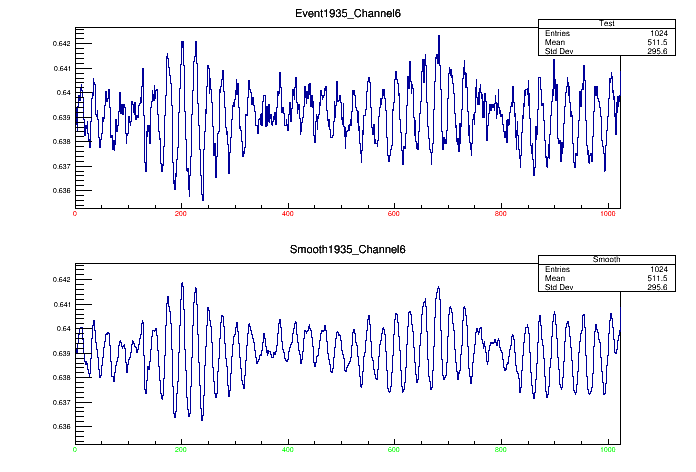 Event1935_Channel6
Test
Entries 1024
Mean 511.5
Std Dev 295.6
0.642
0.641
0.64
0.639
0.638
0.637
0.636
0 200 400 600 800 1000
Smooth1935_Channel6
Smooth
Entries 1024
Mean 511.5
Std Dev 295.6
0.642
0.641
0.64
0.639
0.638
0.637
0.636
0.635
0 200 400 600 800 1000